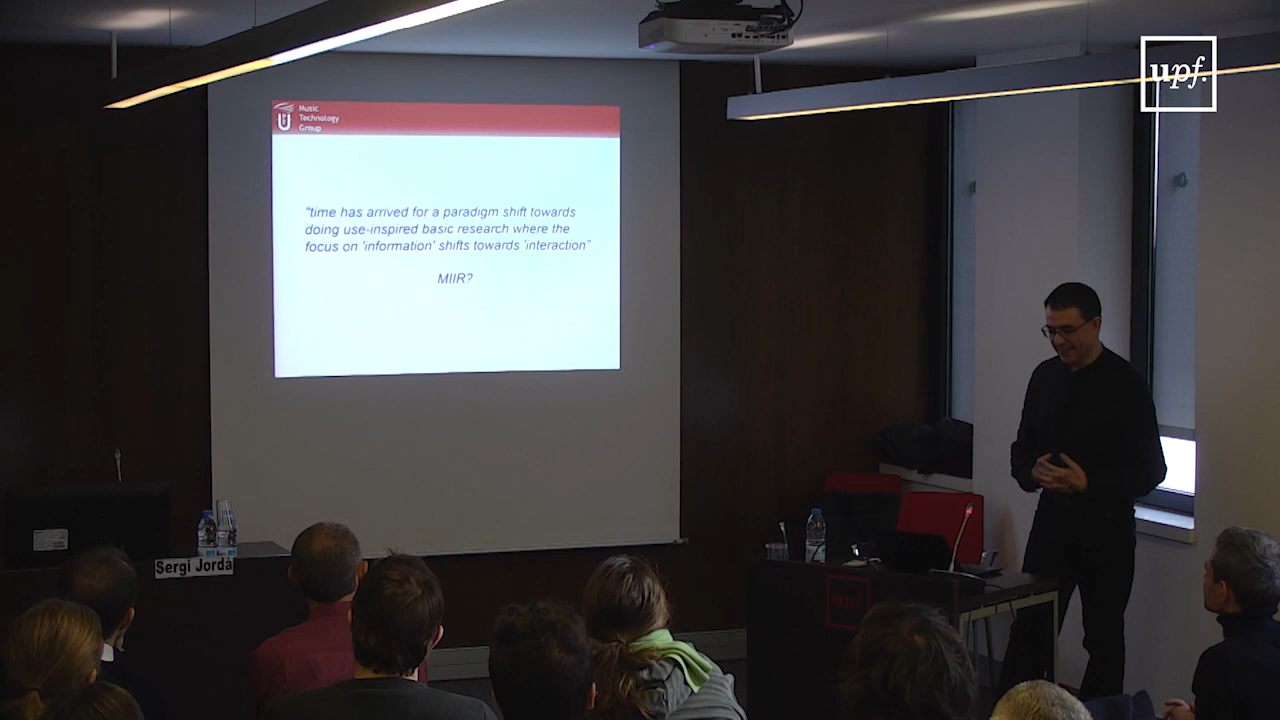 upf.
Music
Technology
Group
"time has arrived for a paradigm shift towards
doing use-inspired basic research where the
focus on 'information' shifts towards 'interaction"
MIIR?
Sergi Jordà
upf.